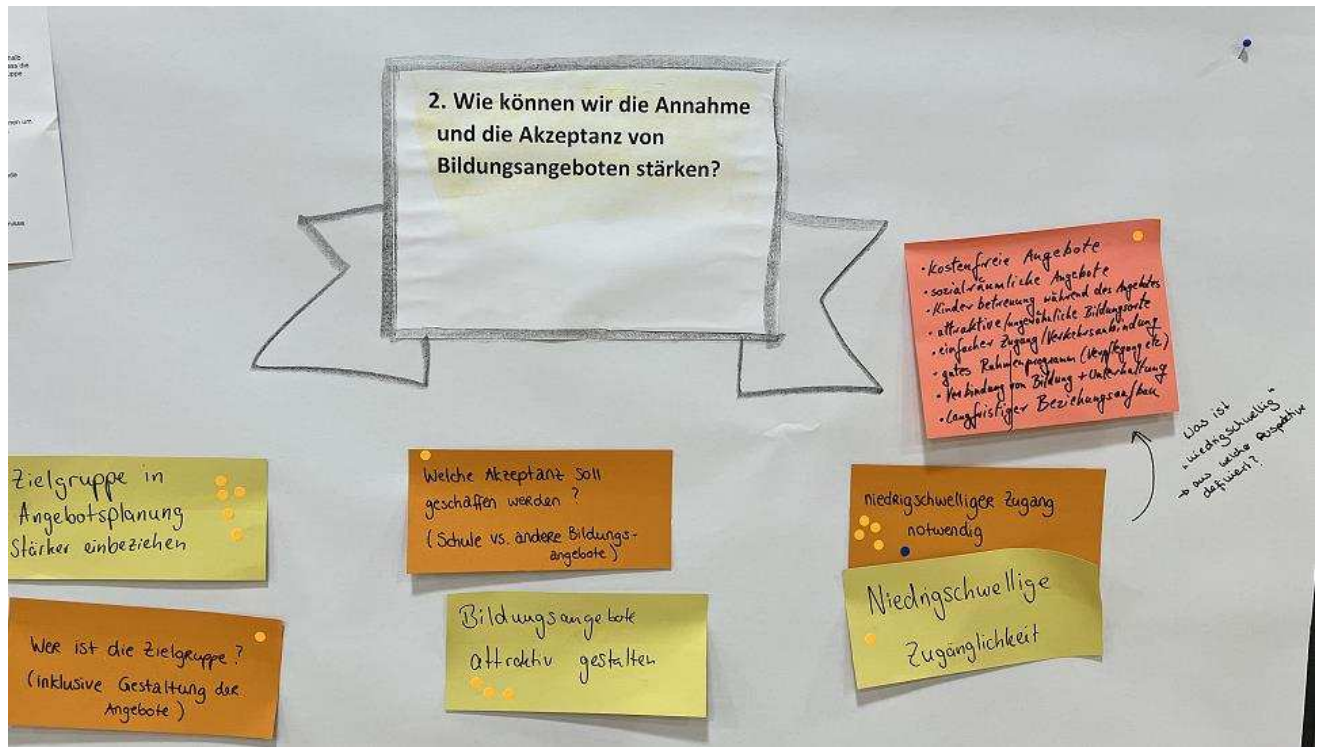 2. Wie können wir die Annahme
und die Akzeptanz von
Bildungsangeboten stärken?
• kostenfreie Angebote
• sozialräumliche Angebote
• Kinderbetreuung während des Angebotes
• attraktive/ungewöhnliche Bildungsorte
• einfacher Zugang/Verkehrsanbindung
• gutes Rahmenprogramm (Verpflegung etc.)
• Verbindung von Bildung + Unterhaltung
• langfristiger Beziehungsaufbau
Was ist
"niedrigschwellig"
→ aus welcher Perspektive
definiert?
Zielgruppe in
Angebotsplanung
Stärker einbeziehen
Welche Akzeptanz soll
geschaffen werden ?
(Schule vs. andere Bildungs-
angebote)
niedrigschwelliger Zugang
notwendig
Niedrigschwellige
Zugänglichkeit
Wer ist die Zielgruppe ?
(inklusive Gestaltung der
Angebote)
Bildungsangebote
attraktiv gestalten